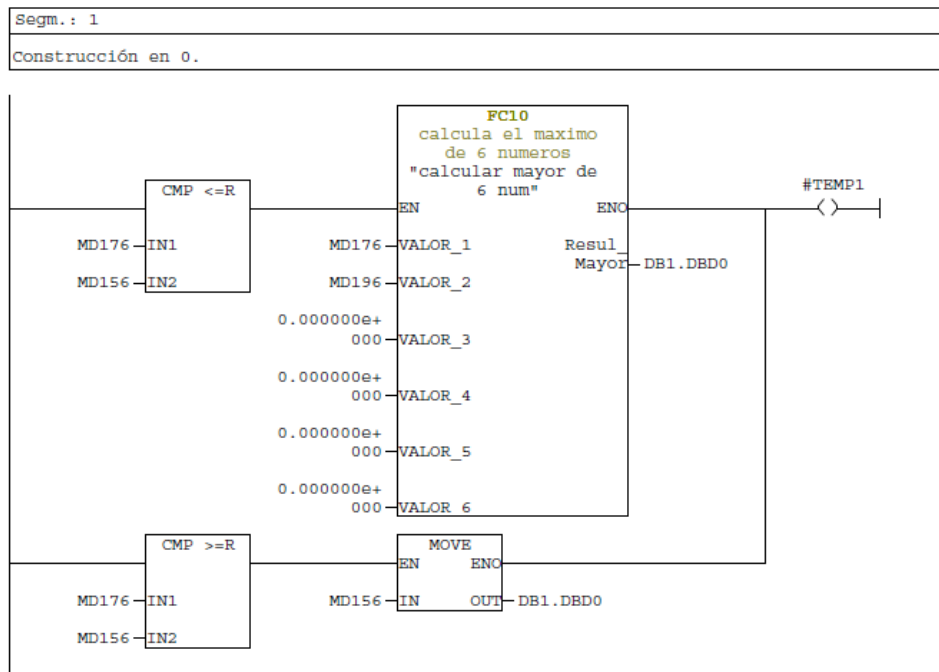 Segm.: 1
Construcción en 0.
FC10
calcula el maximo
de 6 numeros
"calcular mayor de
6 num"
CMP <=R
#TEMP1
EN
ENO
( )
MD176
IN1
MD176
VALOR_1
Resul_
Mayor
DB1.DBD0
MD156
IN2
MD196
VALOR_2
0.000000e+
000
VALOR_3
0.000000e+
000
VALOR_4
0.000000e+
000
VALOR_5
0.000000e+
000
VALOR_6
CMP >=R
MOVE
EN
ENO
MD176
IN1
MD156
IN
OUT
DB1.DBD0
MD156
IN2